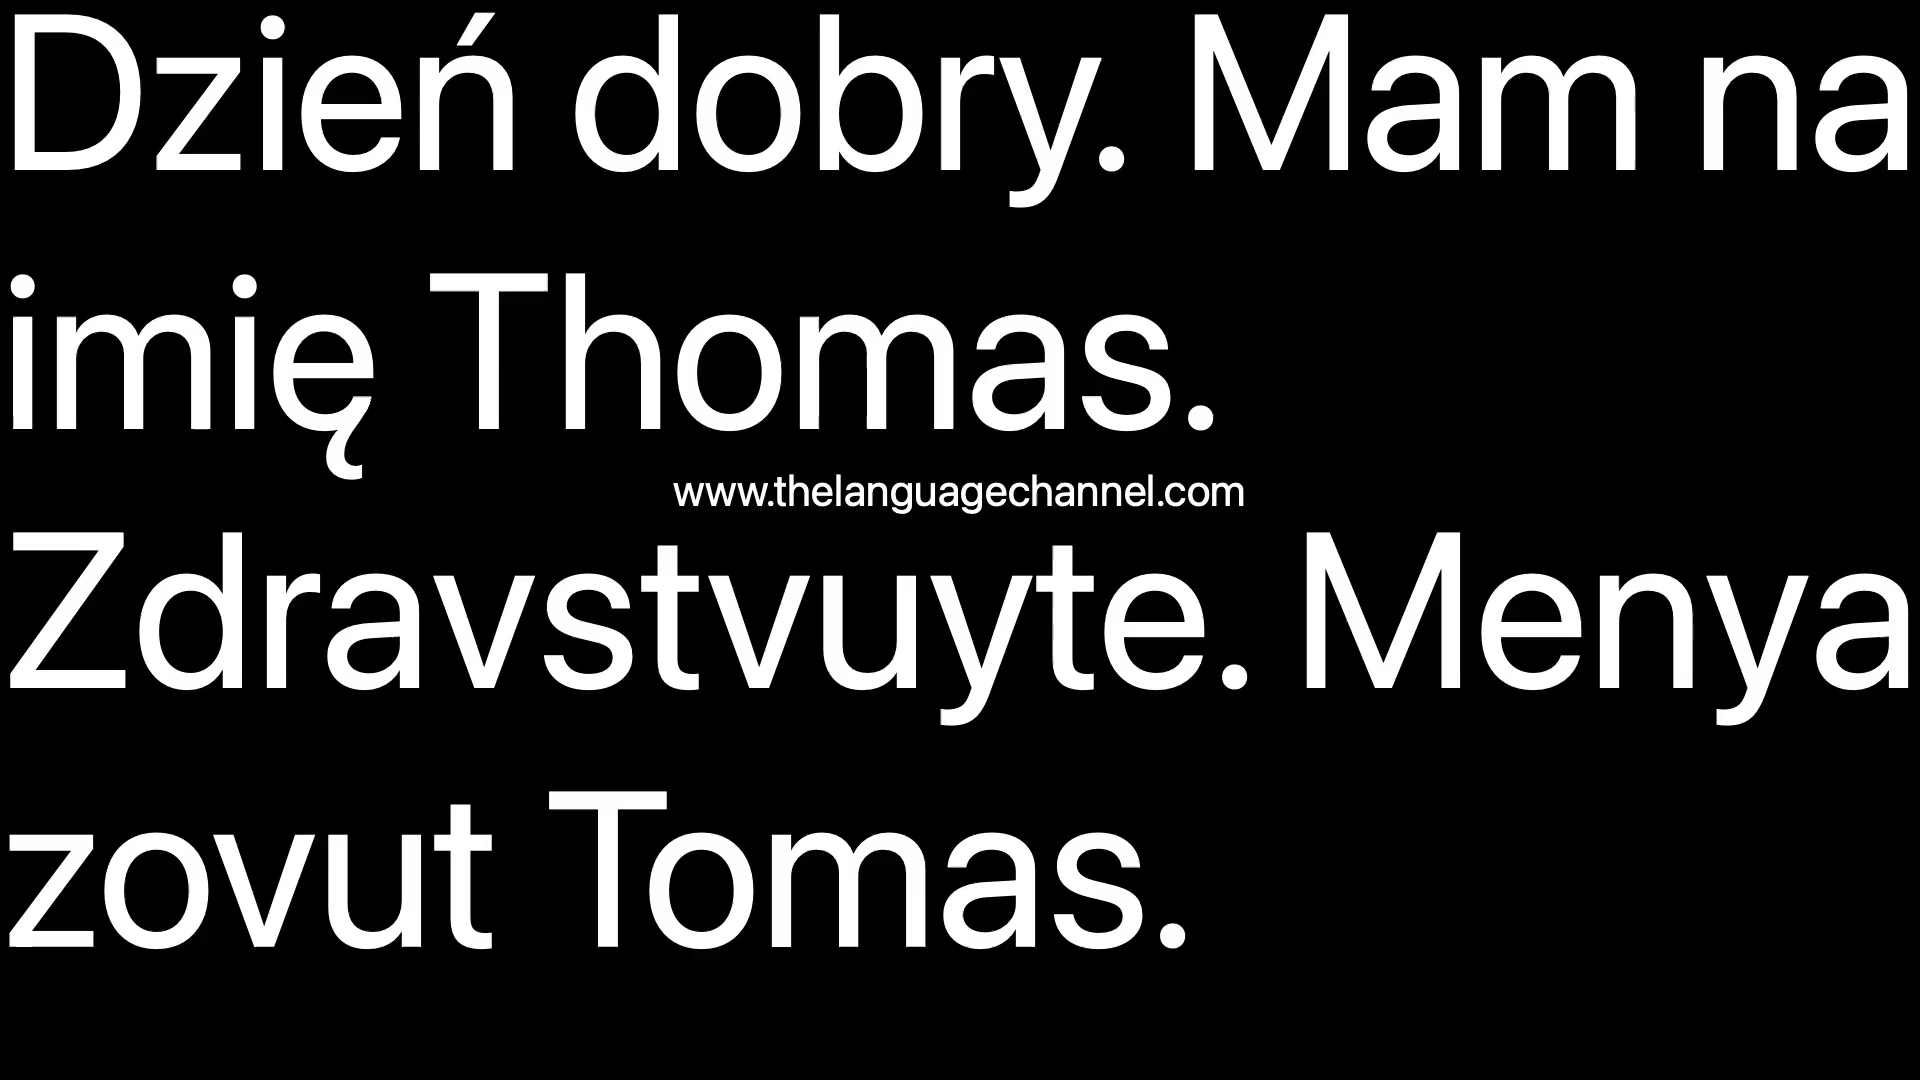 Dzień dobry. Mam na
imię Thomas.
www.thelanguagechannel.com
Zdravstvuyte. Menya
zovut Tomas.